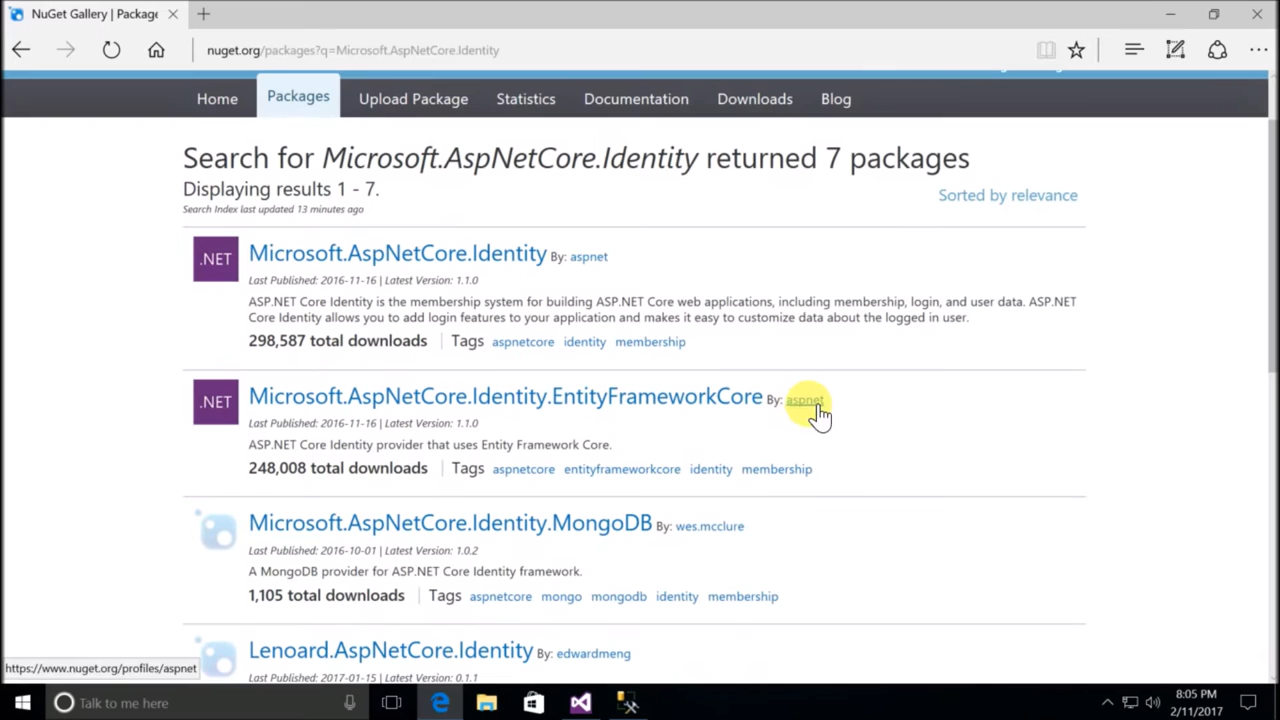 NuGet Gallery | Package
nuget.org/packages?q=Microsoft.AspNetCore.Identity
Home Packages Upload Package Statistics Documentation Downloads Blog
Search for Microsoft.AspNetCore.Identity returned 7 packages
Displaying results 1 - 7.
Sorted by relevance
Search Index last updated 13 minutes ago
.NET
Microsoft.AspNetCore.Identity By: aspnet
Last Published: 2016-11-16 | Latest Version: 1.1.0
ASP.NET Core Identity is the membership system for building ASP.NET Core web applications, including membership, login, and user data. ASP.NET
Core Identity allows you to add login features to your application and makes it easy to customize data about the logged in user.
298,587 total downloads Tags aspnetcore identity membership
.NET
Microsoft.AspNetCore.Identity.EntityFrameworkCore By: aspnet
Last Published: 2016-11-16 | Latest Version: 1.1.0
ASP.NET Core Identity provider that uses Entity Framework Core.
248,008 total downloads Tags aspnetcore entityframeworkcore identity membership
Microsoft.AspNetCore.Identity.MongoDB By: wes.mcclure
Last Published: 2016-10-01 | Latest Version: 1.0.2
A MongoDB provider for ASP.NET Core Identity framework.
1,105 total downloads Tags aspnetcore mongo mongodb identity membership
Lenoard.AspNetCore.Identity By: edwardmeng
Last Published: 2017-01-15 | Latest Version: 0.1.1
https://www.nuget.org/profiles/aspnet
Talk to me here
8:05 PM
2/11/2017